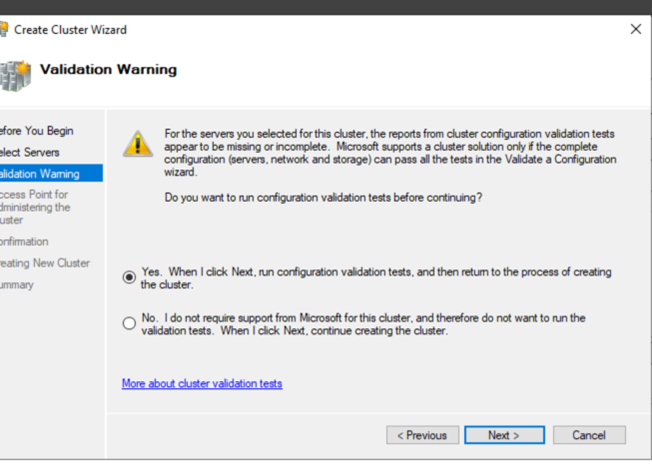 Create Cluster Wizard
Validation Warning
efore You Begin
elect Servers
alidation Warning
ccess Point for
dministering the
luster
onfirmation
reating New Cluster
ummary
For the servers you selected for this cluster, the reports from cluster configuration validation tests
appear to be missing or incomplete. Microsoft supports a cluster solution only if the complete
configuration (servers, network and storage) can pass all the tests in the Validate a Configuration
wizard.
Do you want to run configuration validation tests before continuing?
Yes. When I click Next, run configuration validation tests, and then return to the process of creating
the cluster.
No. I do not require support from Microsoft for this cluster, and therefore do not want to run the
validation tests. When I click Next, continue creating the cluster.
More about cluster validation tests
< Previous
Next >
Cancel